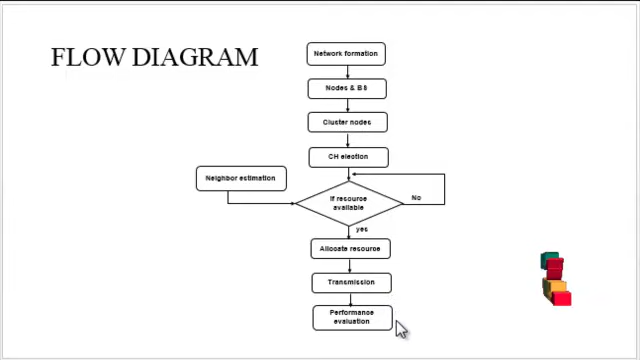 FLOW DIAGRAM
Network formation
Nodes & BS
Cluster nodes
CH election
Neighbor estimation
If resource
available
No
yes
Allocate resource
Transmission
Performance
evaluation